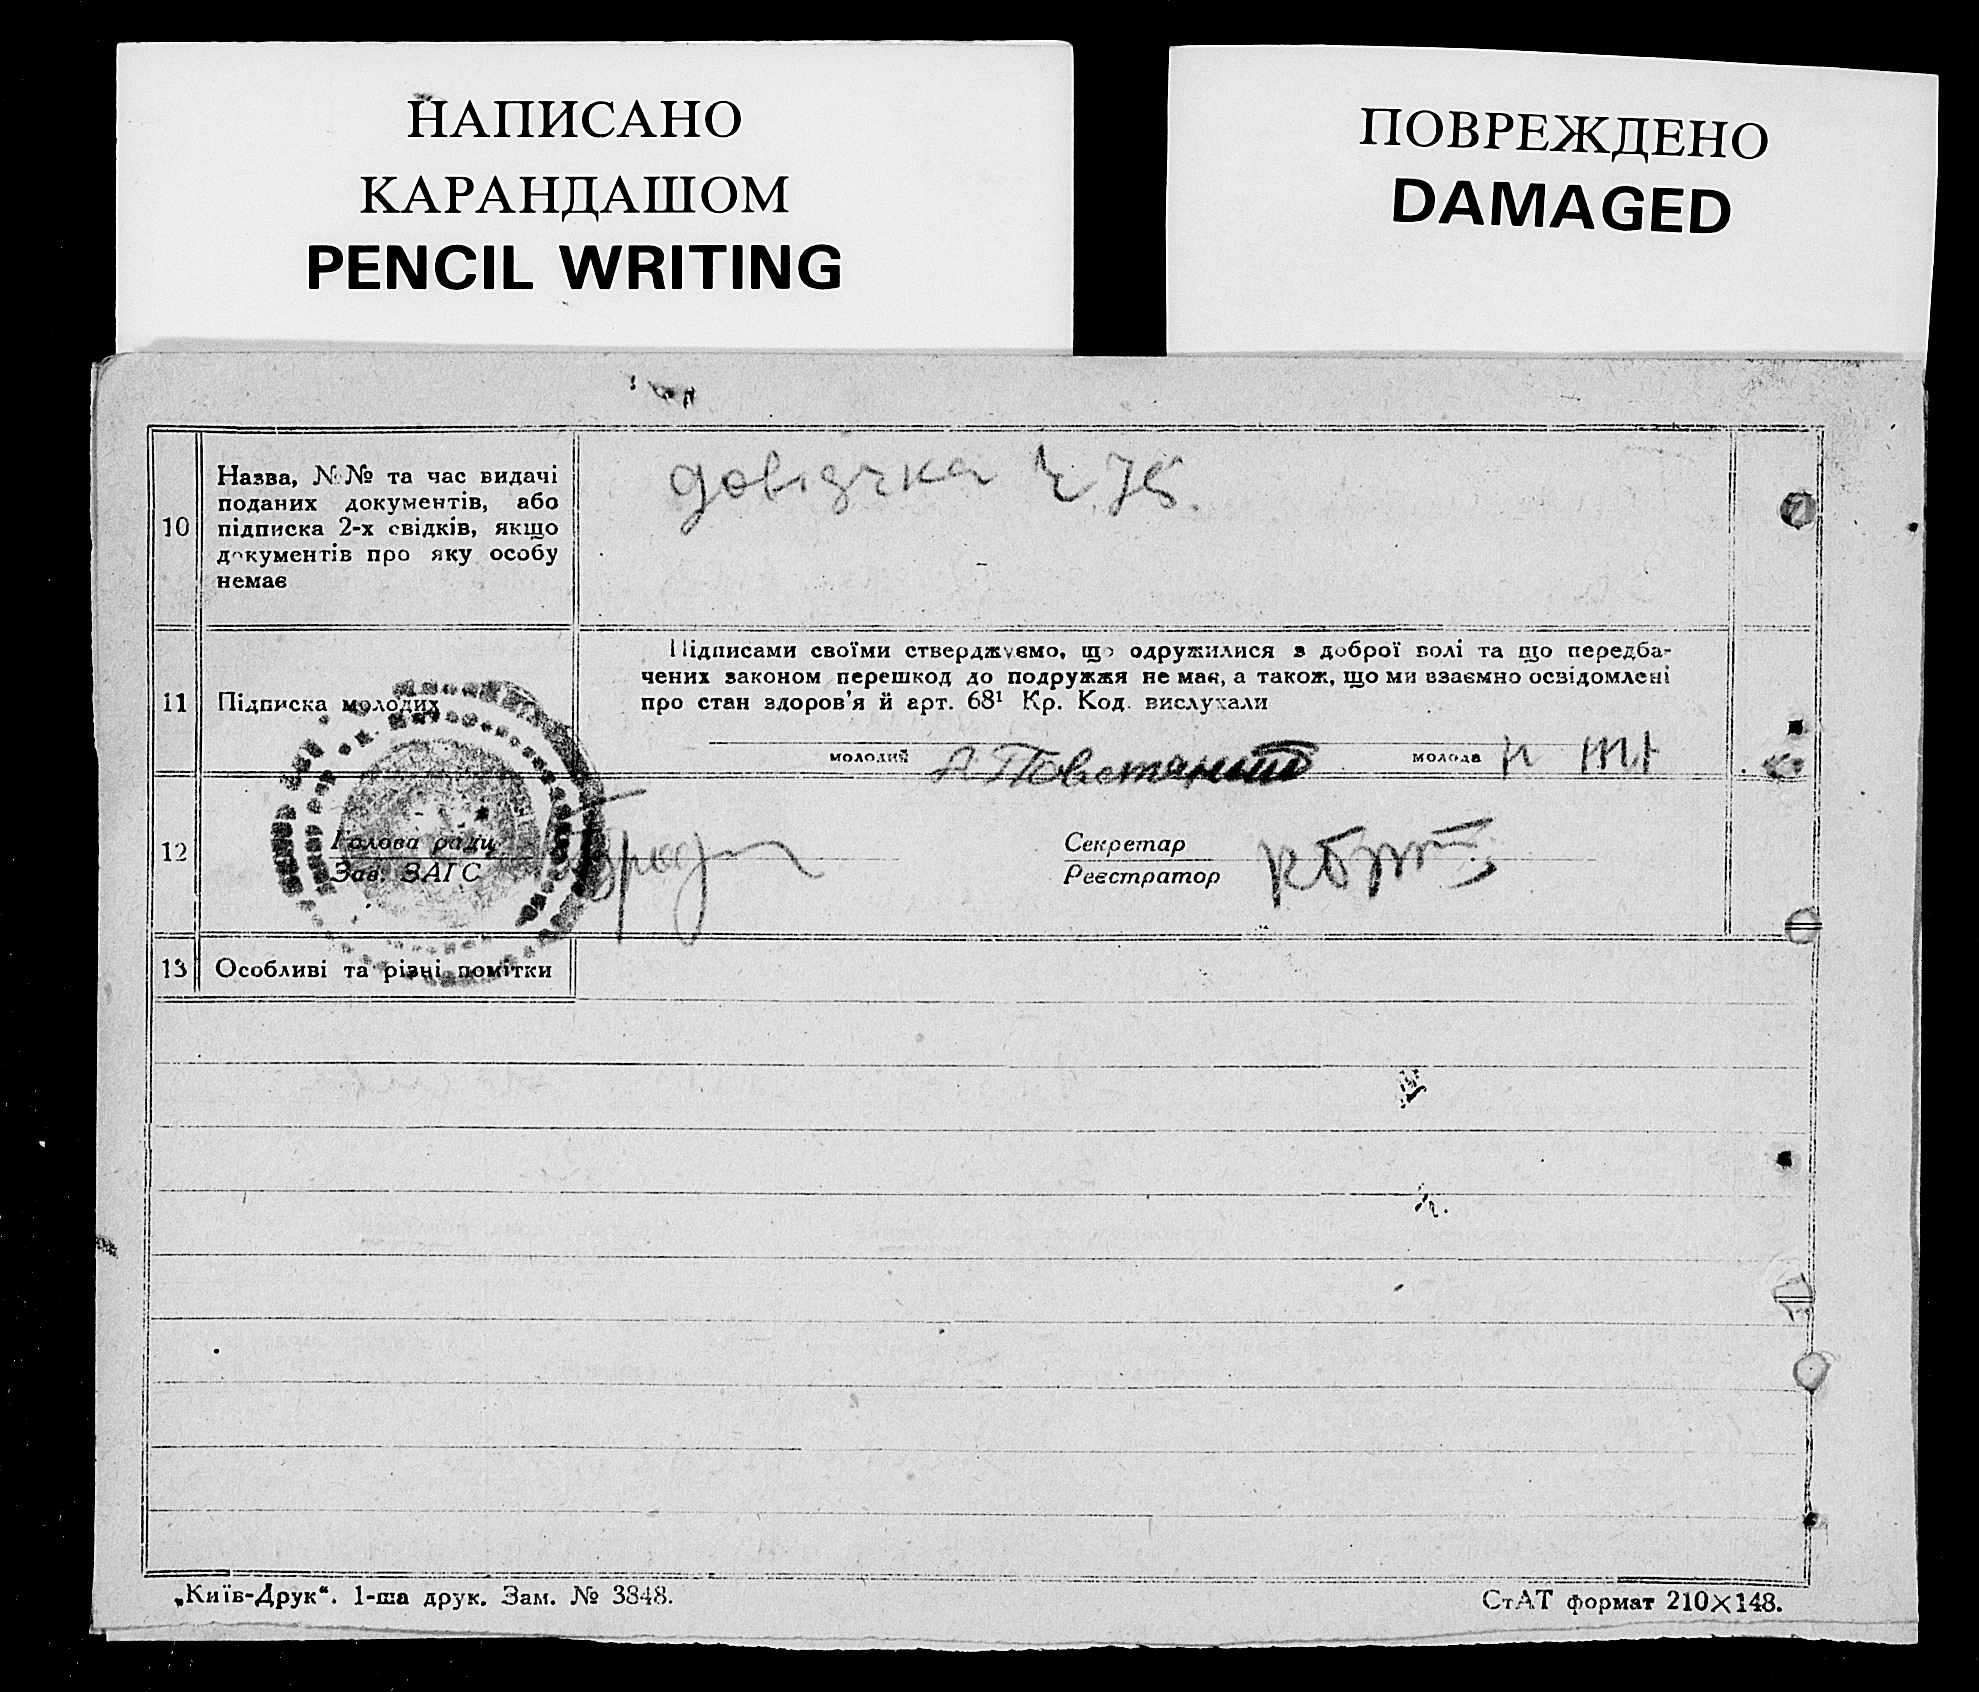 НАПИСАНО
КАРАНДАШОМ
PENCIL WRITING
ПОВРЕЖДЕНО
DAMAGED
10
Назва, №№ та час видачі
поданих документів, або
підписка 2-х свідків, якщо
документів про яку особу
немає
довідчка
11
Підписка молодих
Підписами своїми стверджуємо, що одружилися з доброї волі та що передба-
чених законом перешкод до подружжя не має, а також, що ми взаємно освідомлені
про стан здоров'я й арт. 68¹ Кр. Код. вислухали
молодий
молода
12
Голова ради
Зав. ЗАГС
Секретар
Реєстратор
13
Особливі та різні помітки
„Київ-Друк“. 1-ша друк. Зам. № 3848.
СтАТ формат 210×148.